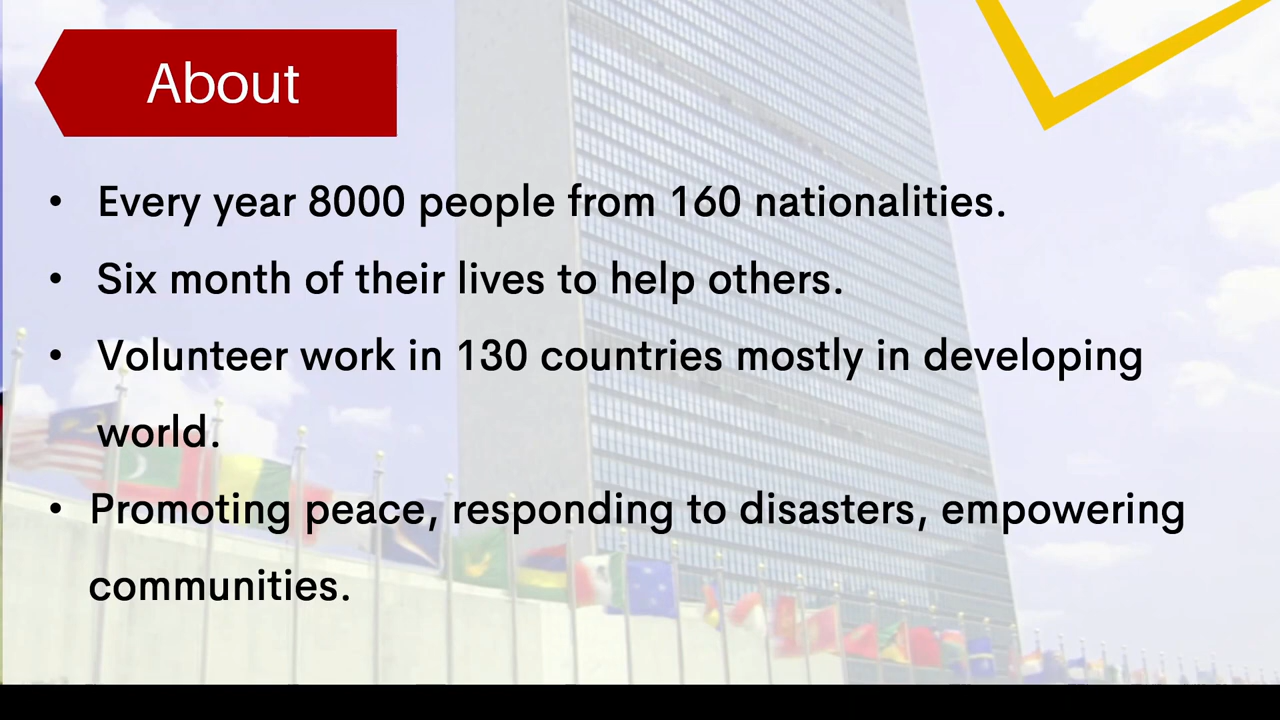 About
• Every year 8000 people from 160 nationalities.
• Six month of their lives to help others.
• Volunteer work in 130 countries mostly in developing
world.
• Promoting peace, responding to disasters, empowering
communities.